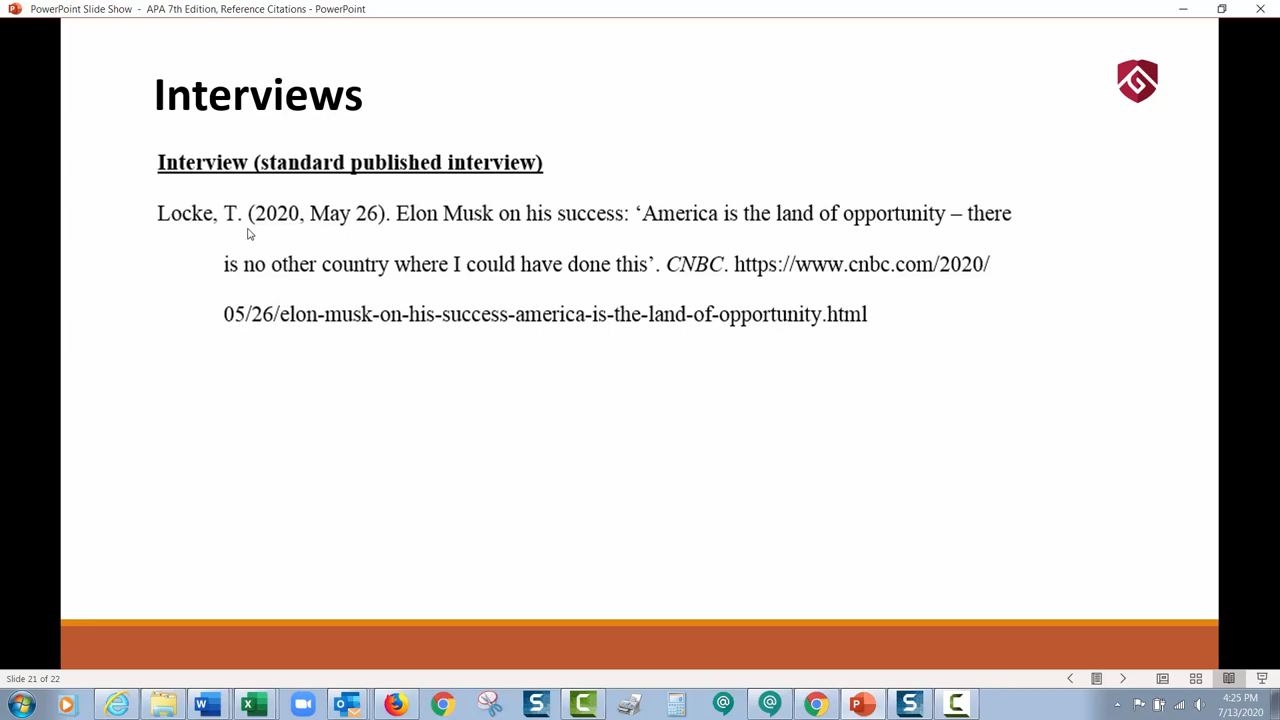 PowerPoint Slide Show - APA 7th Edition, Reference Citations - PowerPoint
Interviews
Interview (standard published interview)
Locke, T. (2020, May 26). Elon Musk on his success: ‘America is the land of opportunity – there
is no other country where I could have done this’. CNBC. https://www.cnbc.com/2020/
05/26/elon-musk-on-his-success-america-is-the-land-of-opportunity.html
Slide 21 of 22
4:25 PM
7/13/2020